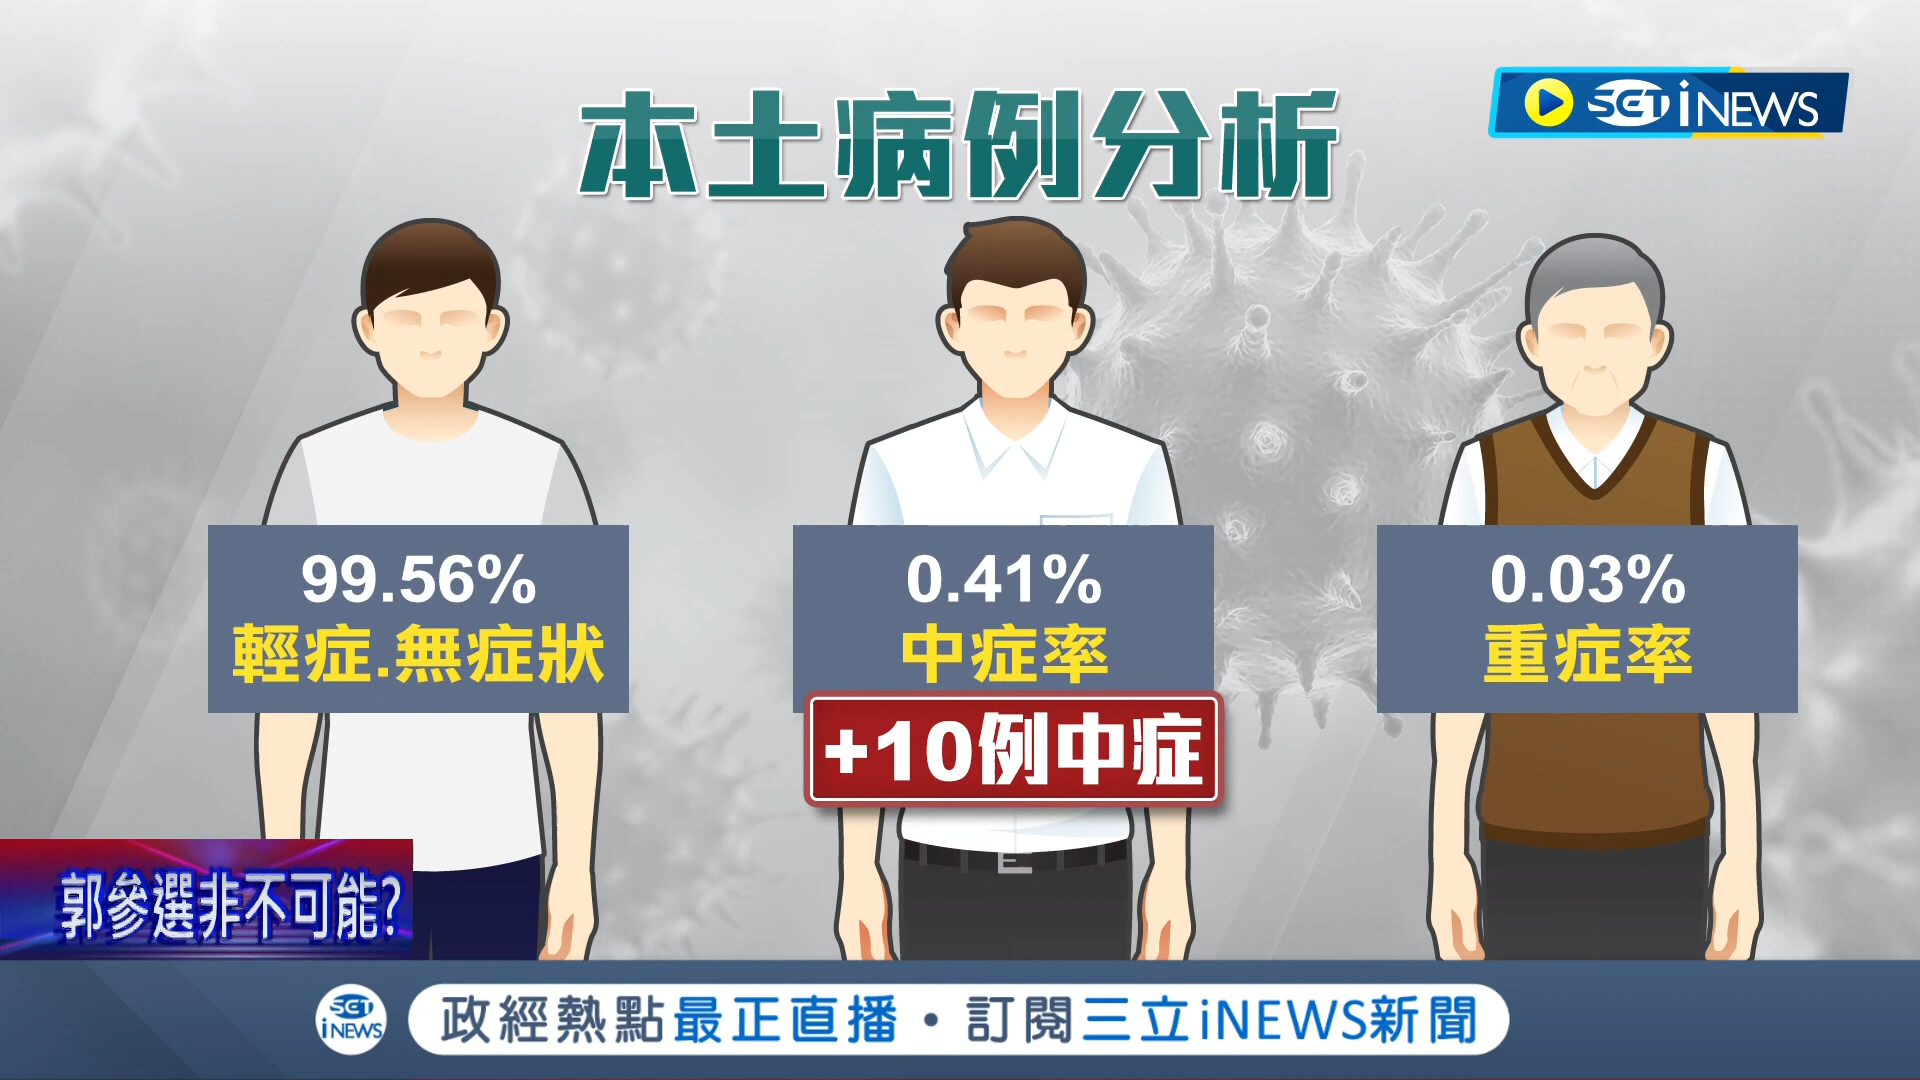 本土病例分析
SET iNEWS
99.56%
輕症.無症狀
0.41%
中症率
+10例中症
0.03%
重症率
郭參選非不可能?
SET iNEWS
政經熱點最正直播・訂閱三立iNEWS新聞